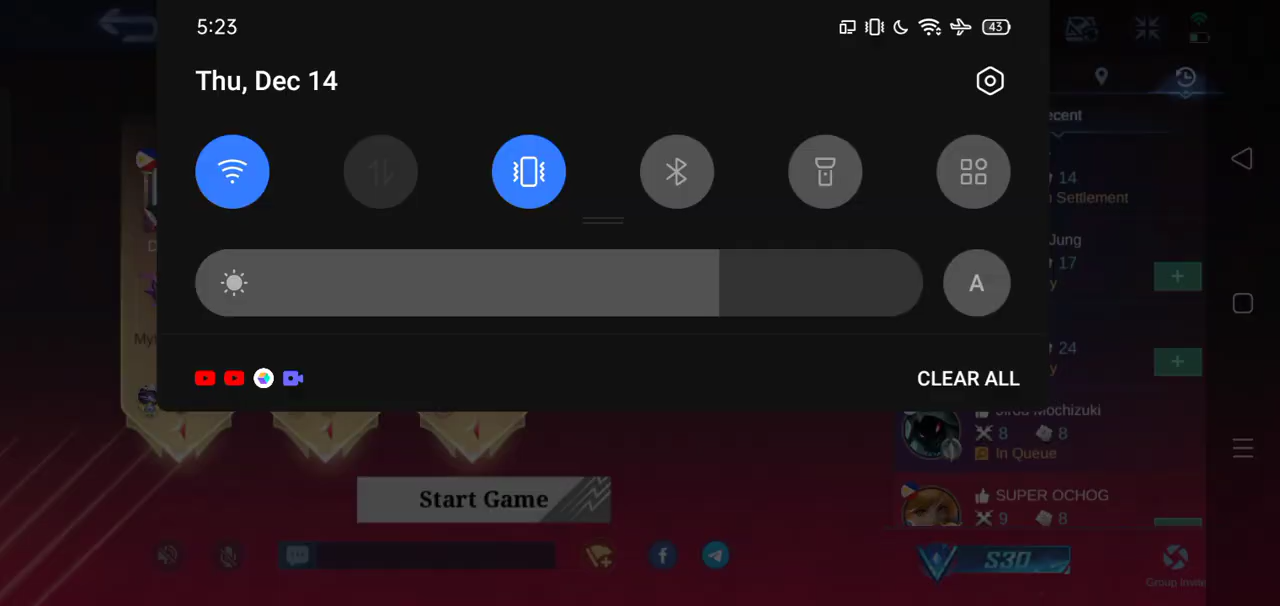 5:23
43
Thu, Dec 14
A
CLEAR ALL
ecent
14
Settlement
Jung
17
y
24
y
Mochizuki
8 8
In Queue
SUPER OCHOG
9 8
Start Game
S30
Group Invite